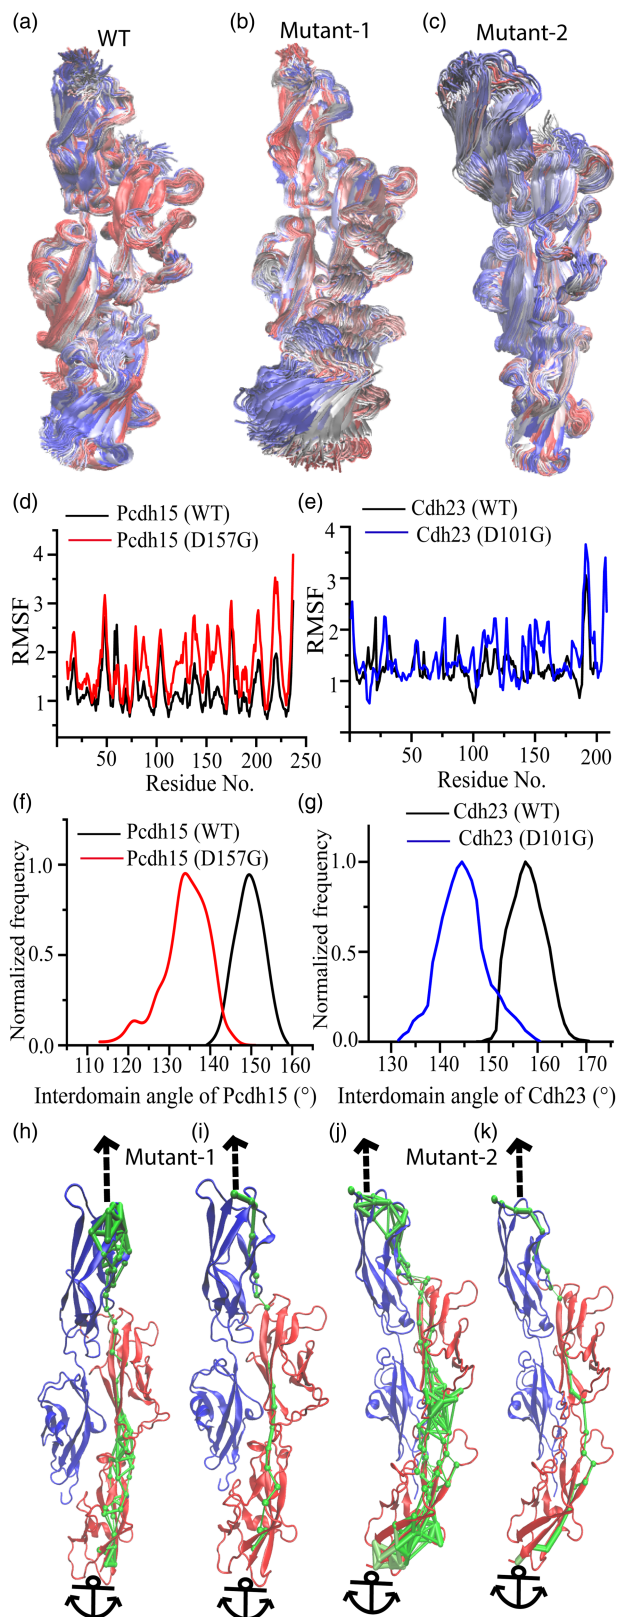 (a) WT (b) Mutant-1 (c) Mutant-2
(d) Pcdh15 (WT)
Pcdh15 (D157G)
RMSF
4
3
2
1
50 100 150 200 250
Residue No.
(e) Cdh23 (WT)
Cdh23 (D101G)
RMSF
4
3
2
1
0 100 200
Residue No.
(f) Pcdh15 (WT)
Pcdh15 (D157G)
Normalized frequency
1.0
0.5
0.0
110 120 130 140 150 160
Interdomain angle of Pcdh15 (°)
(g) Cdh23 (WT)
Cdh23 (D101G)
Normalized frequency
1.0
0.5
0.0
130 140 150 160 170
Interdomain angle of Cdh23 (°)
(h) Mutant-1 (i) (j) Mutant-2 (k)